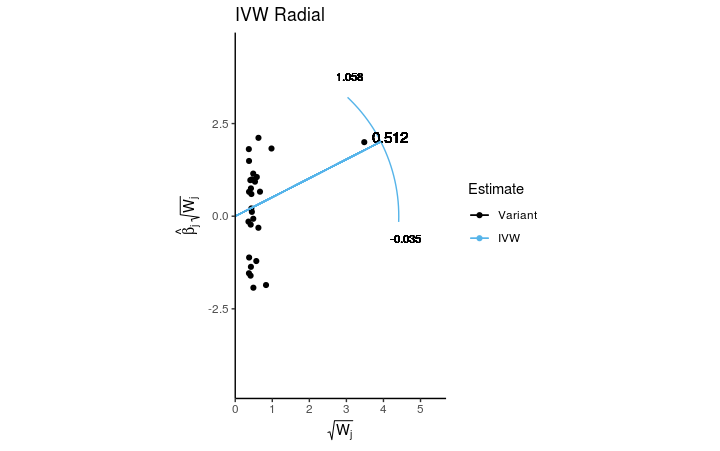 IVW Radial
1.058
2.5
0.512
Estimate
Variant
0.0
β̂ⱼ√Wⱼ
IVW
-0.035
-2.5
0 1 2 3 4 5
√Wⱼ